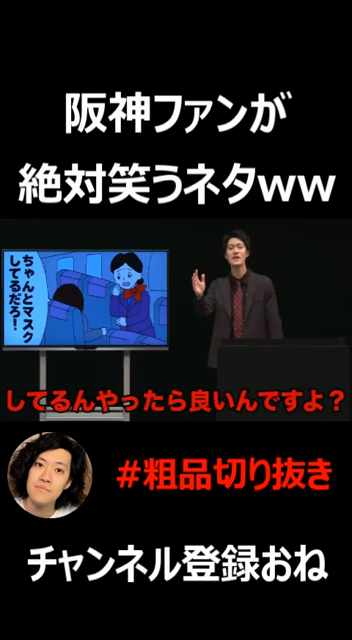 阪神ファンが
絶対笑うネタww
ちゃんとマスク
してるだろ!
してるんやったら良いんですよ？
#粗品切り抜き
チャンネル登録おね